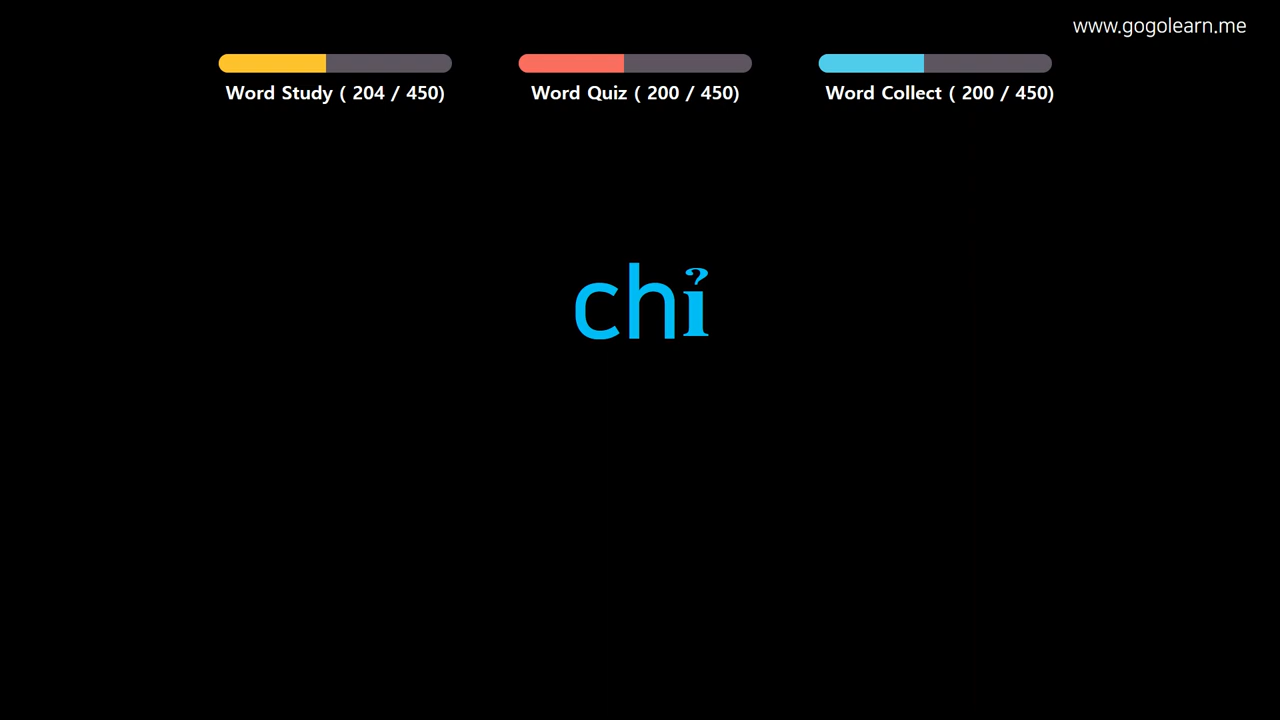 www.gogolearn.me
Word Study ( 204 / 450)
Word Quiz ( 200 / 450)
Word Collect ( 200 / 450)
chỉ